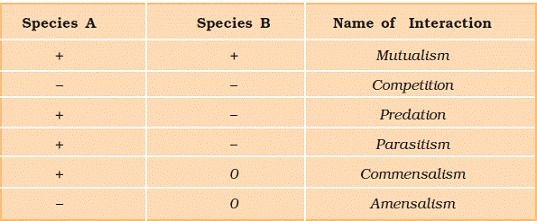 Species A Species B Name of Interaction
+ + Mutualism
– – Competition
+ – Predation
+ – Parasitism
+ 0 Commensalism
– 0 Amensalism